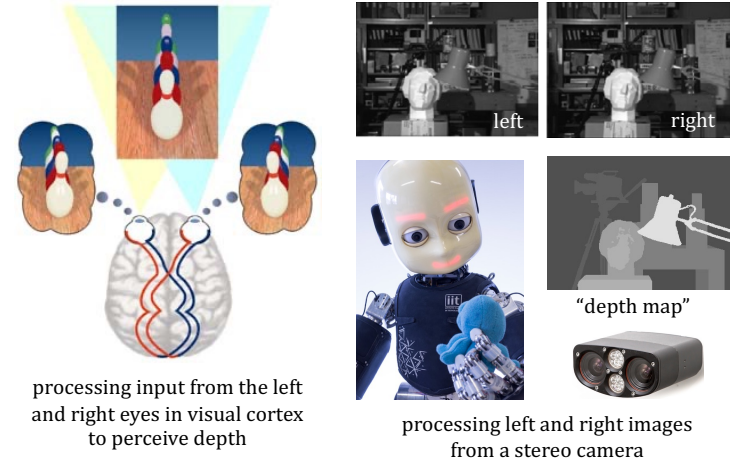 left
right
iit
"depth map"
processing input from the left
and right eyes in visual cortex
to perceive depth
processing left and right images
from a stereo camera